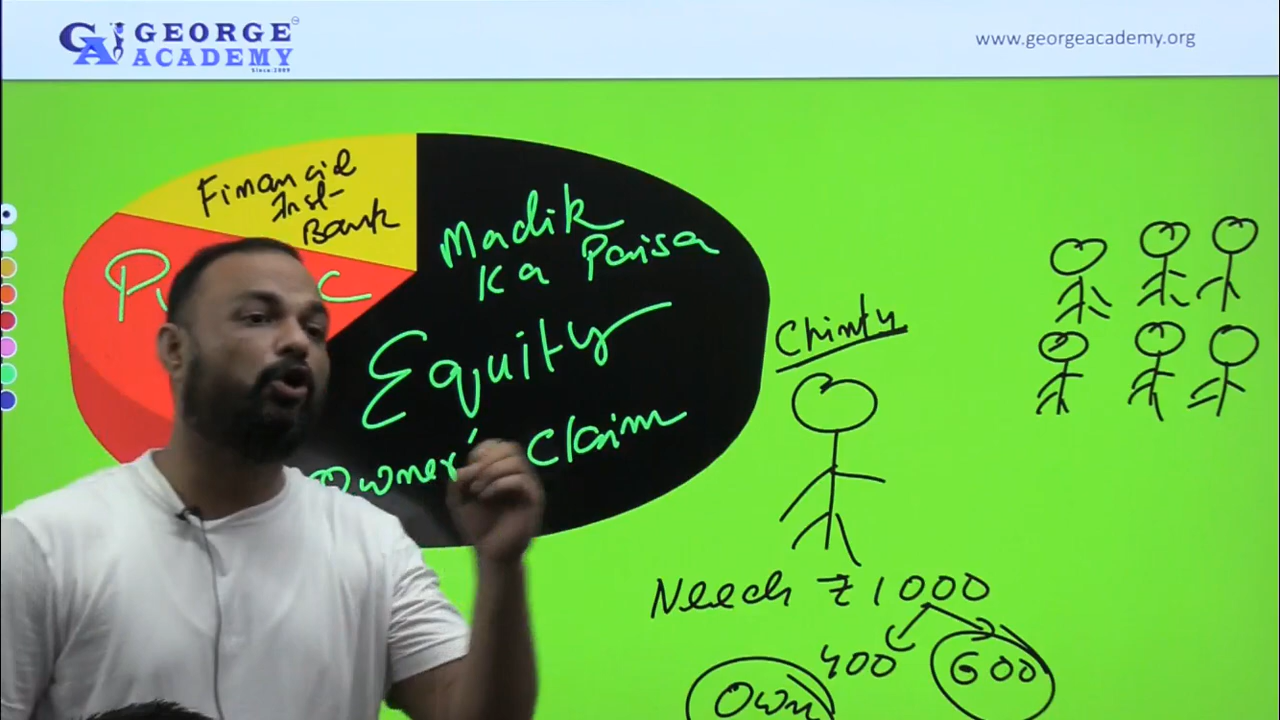 GEORGE
ACADEMY
Since:2009
www.georgeacademy.org
Financial
Inst-
Bank
Malik
Ka Paisa
Equity
Owner's Claim
Chinty
Need ₹1000
400
600
Own